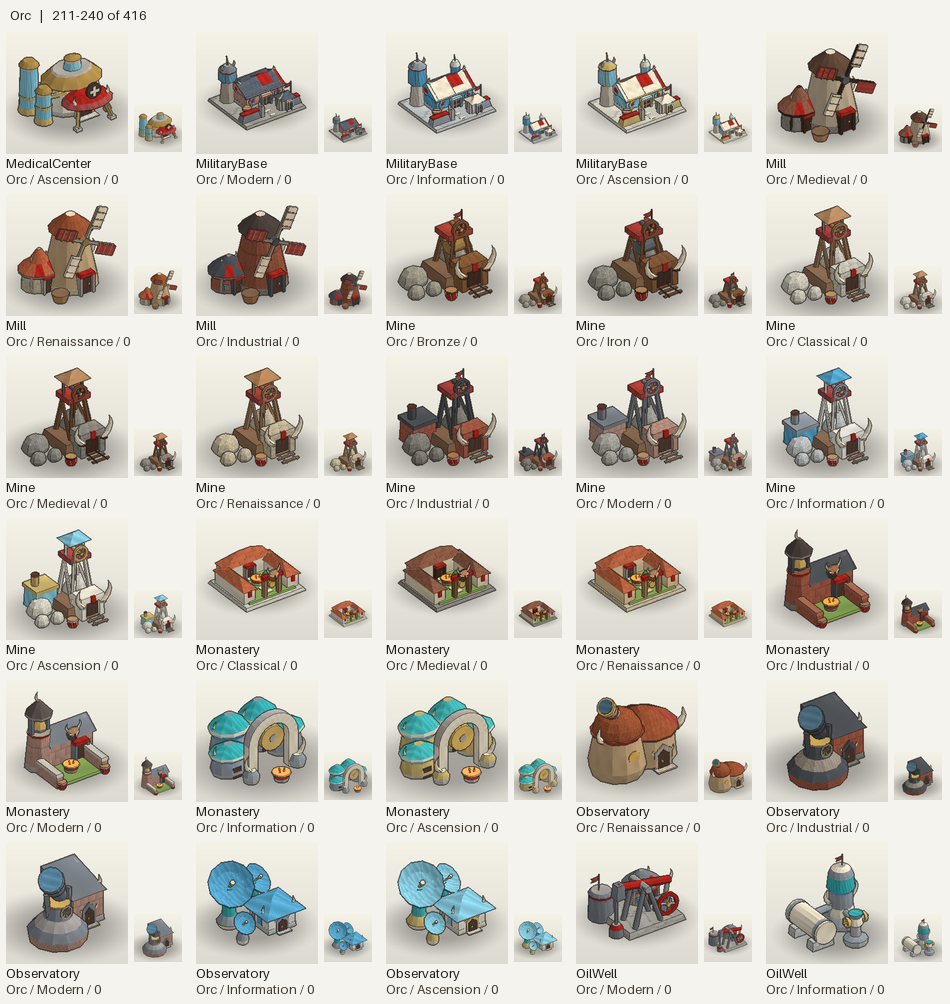 Orc | 211-240 of 416
MedicalCenter
Orc / Ascension / 0
MilitaryBase
Orc / Modern / 0
MilitaryBase
Orc / Information / 0
MilitaryBase
Orc / Ascension / 0
Mill
Orc / Medieval / 0
Mill
Orc / Renaissance / 0
Mill
Orc / Industrial / 0
Mine
Orc / Bronze / 0
Mine
Orc / Iron / 0
Mine
Orc / Classical / 0
Mine
Orc / Medieval / 0
Mine
Orc / Renaissance / 0
Mine
Orc / Industrial / 0
Mine
Orc / Modern / 0
Mine
Orc / Information / 0
Mine
Orc / Ascension / 0
Monastery
Orc / Classical / 0
Monastery
Orc / Medieval / 0
Monastery
Orc / Renaissance / 0
Monastery
Orc / Industrial / 0
Monastery
Orc / Modern / 0
Monastery
Orc / Information / 0
Monastery
Orc / Ascension / 0
Observatory
Orc / Renaissance / 0
Observatory
Orc / Industrial / 0
Observatory
Orc / Modern / 0
Observatory
Orc / Information / 0
Observatory
Orc / Ascension / 0
OilWell
Orc / Modern / 0
OilWell
Orc / Information / 0